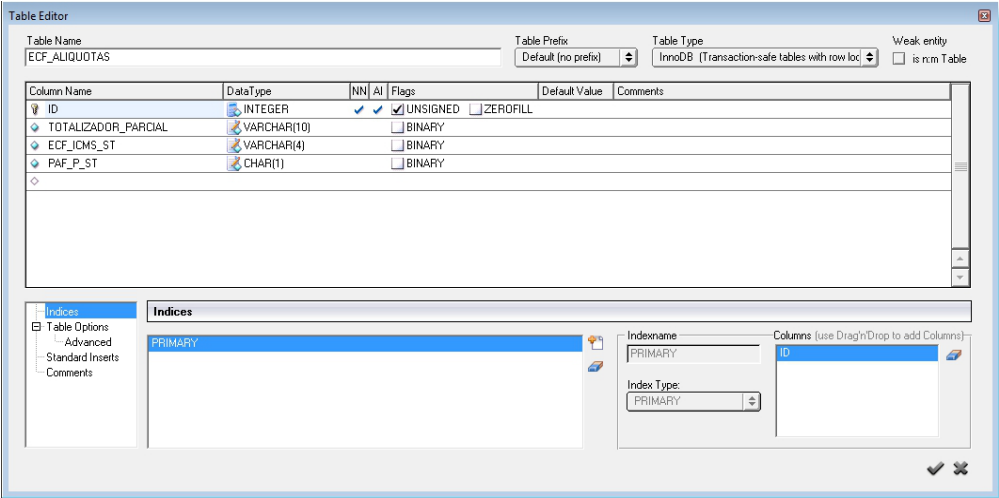 Table Editor
Table Name Table Prefix Table Type Weak entity
ECF_ALIQUOTAS Default (no prefix) InnoDB (Transaction-safe tables with row loc is n:m Table
Column Name DataType NN AI Flags Default Value Comments
ID INTEGER UNSIGNED ZEROFILL
TOTALIZADOR_PARCIAL VARCHAR(10) BINARY
ECF_ICMS_ST VARCHAR(4) BINARY
PAF_P_ST CHAR(1) BINARY
Indices
Table Options
Advanced
Standard Inserts
Comments
Indices
PRIMARY
Indexname
PRIMARY
Index Type:
PRIMARY
Columns (use Drag'n'Drop to add Columns)
ID